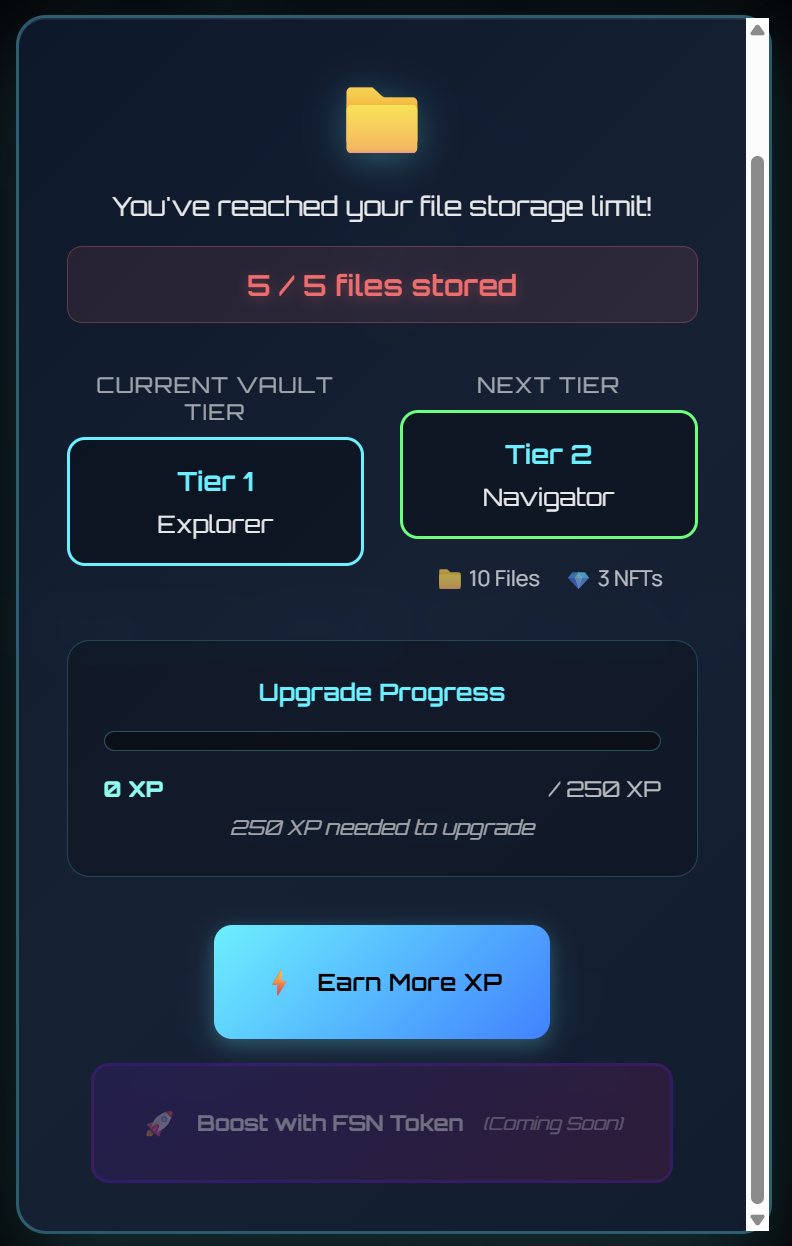 You've reached your file storage limit!
5 / 5 files stored
CURRENT VAULT
TIER
Tier 1
Explorer
NEXT TIER
Tier 2
Navigator
10 Files
3 NFTs
Upgrade Progress
0 XP
/ 250 XP
250 XP needed to upgrade
Earn More XP
Boost with FSN Token (Coming Soon)